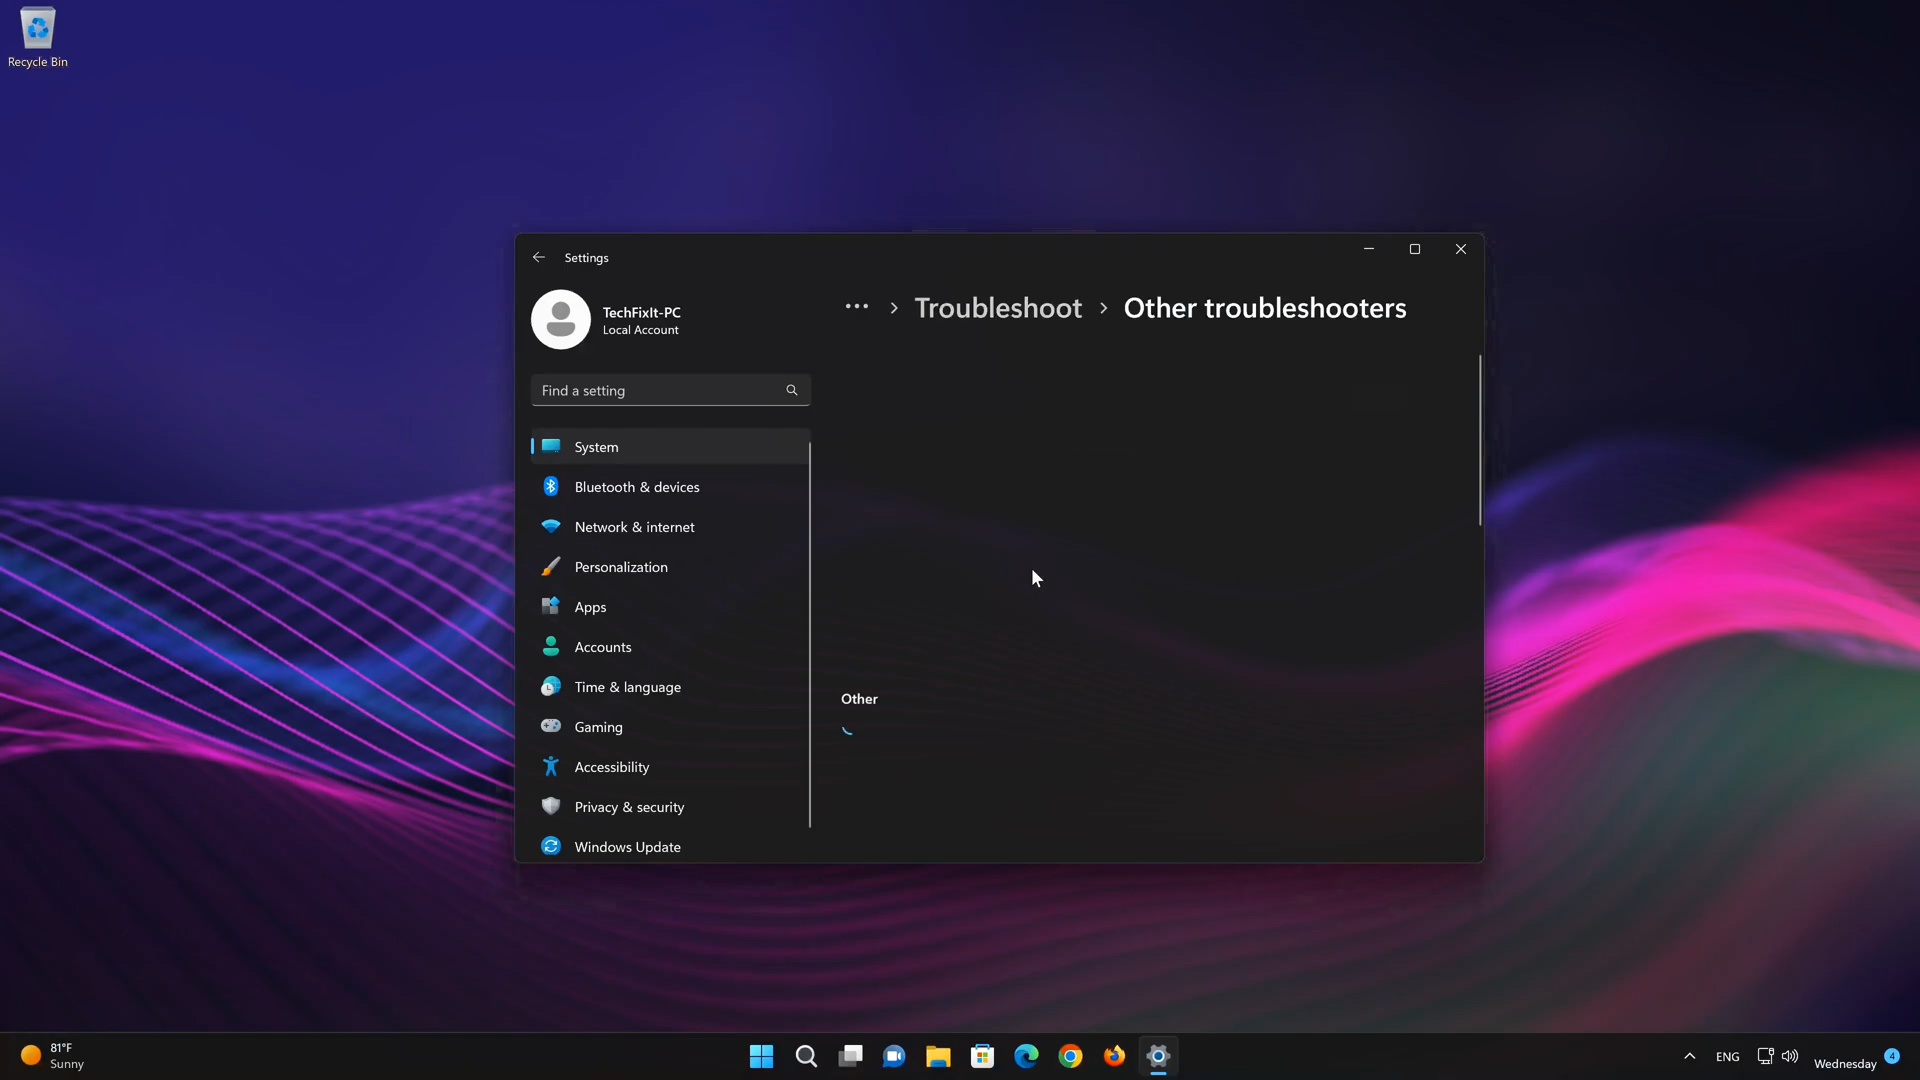 Recycle Bin
Settings
TechFixIt-PC
Local Account
Find a setting
System
Bluetooth & devices
Network & internet
Personalization
Apps
Accounts
Time & language
Gaming
Accessibility
Privacy & security
Windows Update
··· › Troubleshoot › Other troubleshooters
Other
81°F
Sunny
ENG
Wednesday
4